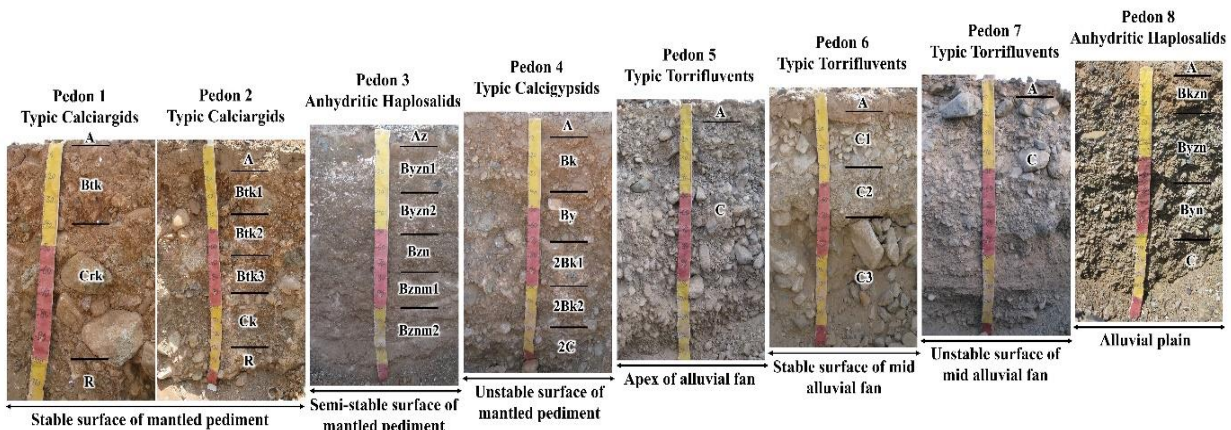 Pedon 1
Typic Calciargids
A
Btk
Crk
R
Pedon 2
Typic Calciargids
A
Btk1
Btk2
Btk3
Ck
R
Stable surface of mantled pediment
Pedon 3
Anhydritic Haplosalids
Az
Byzn1
Byzn2
Bzn
Bznm1
Bznm2
Semi-stable surface of
mantled pediment
Pedon 4
Typic Calcigypsids
A
Bk
By
2Bk1
2Bk2
2C
Unstable surface of
mantled pediment
Pedon 5
Typic Torrifluvents
A
C
Apex of alluvial fan
Pedon 6
Typic Torrifluvents
A
C1
C2
C3
Stable surface of mid
alluvial fan
Pedon 7
Typic Torrifluvents
A
C
Unstable surface of
mid alluvial fan
Pedon 8
Anhydritic Haplosalids
A
Bkzn
Byzn
Byn
C
Alluvial plain